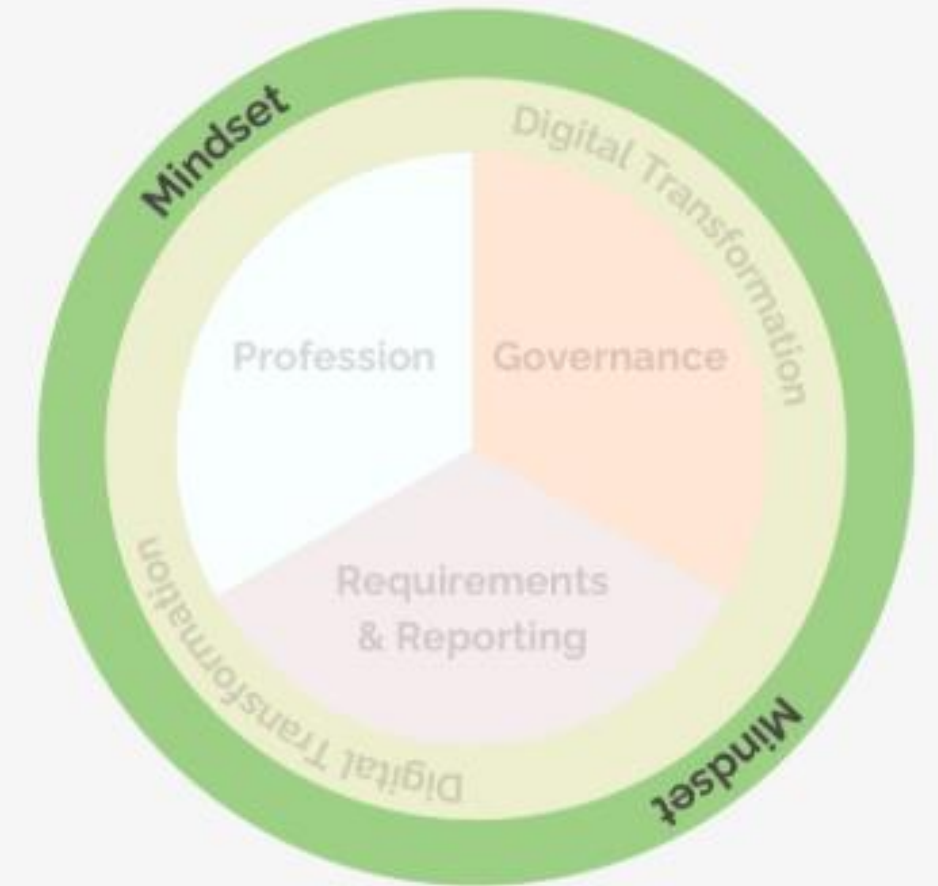 Mindset
Digital Transformation
Profession
Governance
Requirements
& Reporting
Digital Transformation
Mindset